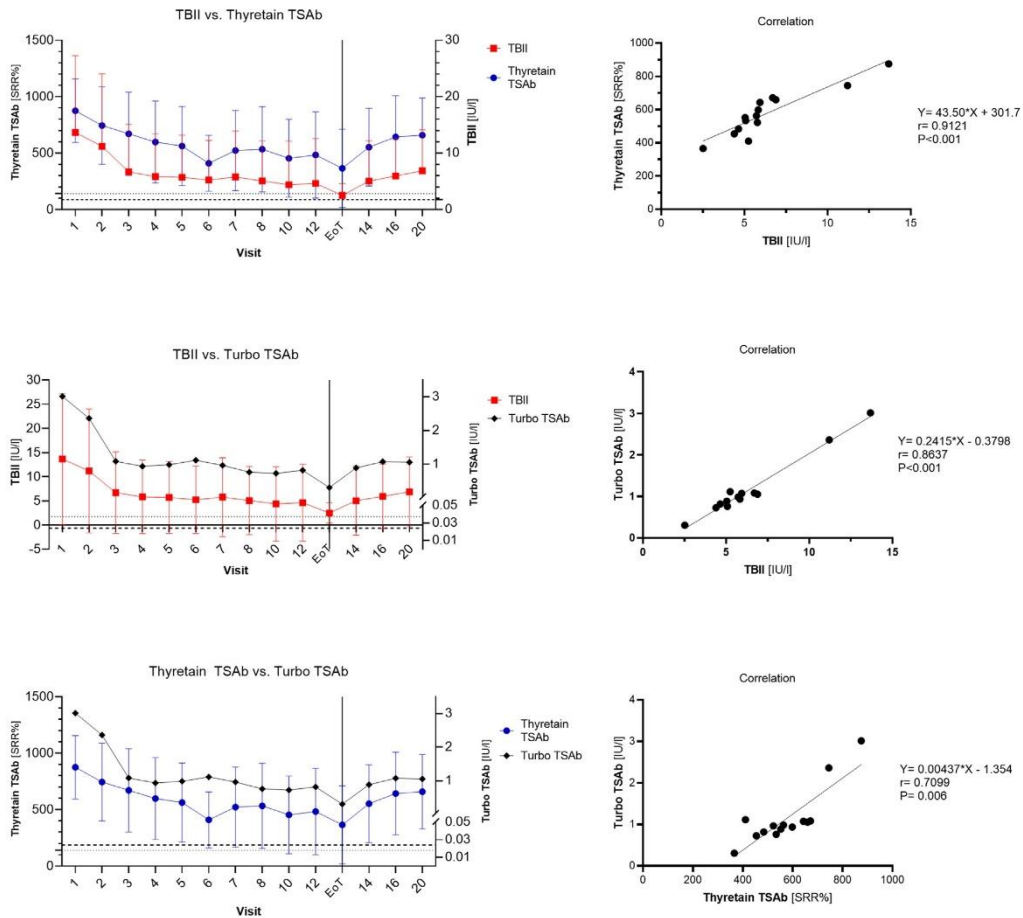 TBII vs. Thyretain TSAb
1500
1000
500
0
Thyretain TSAb [SRR%]
30
20
10
0
TBII [IU/l]
1
2
3
4
5
6
7
8
10
12
EoT
14
16
20
Visit
TBII
Thyretain
TSAb
Correlation
1000
800
600
400
200
0
Thyretain TSAb [SRR%]
0
5
10
15
TBII [IU/l]
Y= 43.50*X + 301.7
r= 0.9121
P<0.001
TBII vs. Turbo TSAb
30
25
20
15
10
5
0
-5
TBII [IU/l]
3
2
1
0.05
0.03
0.01
Turbo TSAb [IU/l]
1
2
3
4
5
6
7
8
10
12
EoT
14
16
20
Visit
TBII
Turbo TSAb
Correlation
4
3
2
1
0
Turbo TSAb [IU/l]
0
5
10
15
TBII [IU/l]
Y= 0.2415*X - 0.3798
r= 0.8637
P<0.001
Thyretain TSAb vs. Turbo TSAb
1500
1000
500
0
Thyretain TSAb [SRR%]
3
2
1
0.05
0.03
0.01
Turbo TSAb [IU/l]
1
2
3
4
5
6
7
8
10
12
EoT
14
16
20
Visit
Thyretain
TSAb
Turbo TSAb
Correlation
4
3
2
1
0
Turbo TSAb [IU/l]
200
400
600
800
1000
Thyretain TSAb [SRR%]
Y= 0.00437*X - 1.354
r= 0.7099
P= 0.006